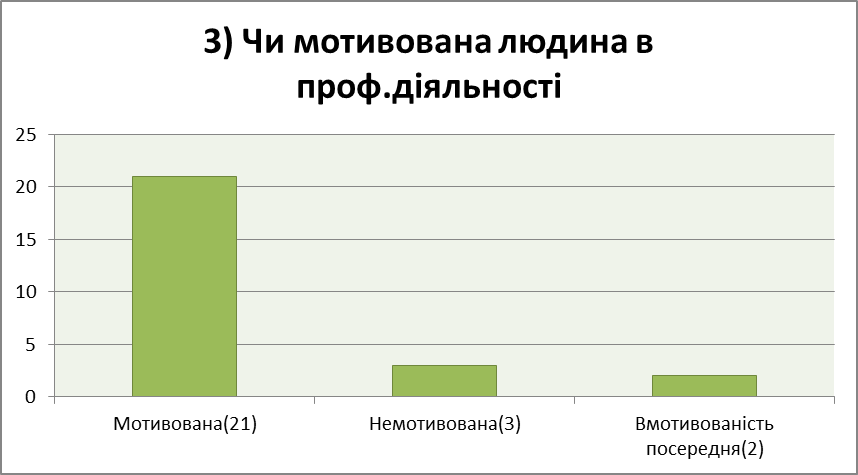 3) Чи мотивована людина в
проф.діяльності
25
20
15
10
5
0
Мотивована(21)
Немотивована(3)
Вмотивованість
посередня(2)